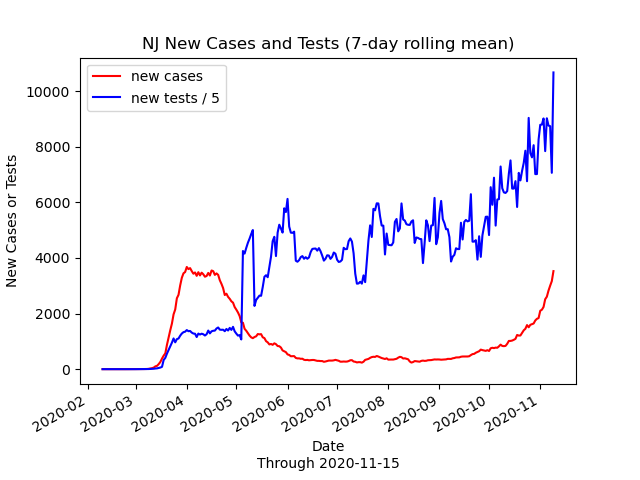 NJ New Cases and Tests (7-day rolling mean)
new cases
new tests / 5
New Cases or Tests
10000
8000
6000
4000
2000
0
2020-02
2020-03
2020-04
2020-05
2020-06
2020-07
2020-08
2020-09
2020-10
2020-11
Date
Through 2020-11-15